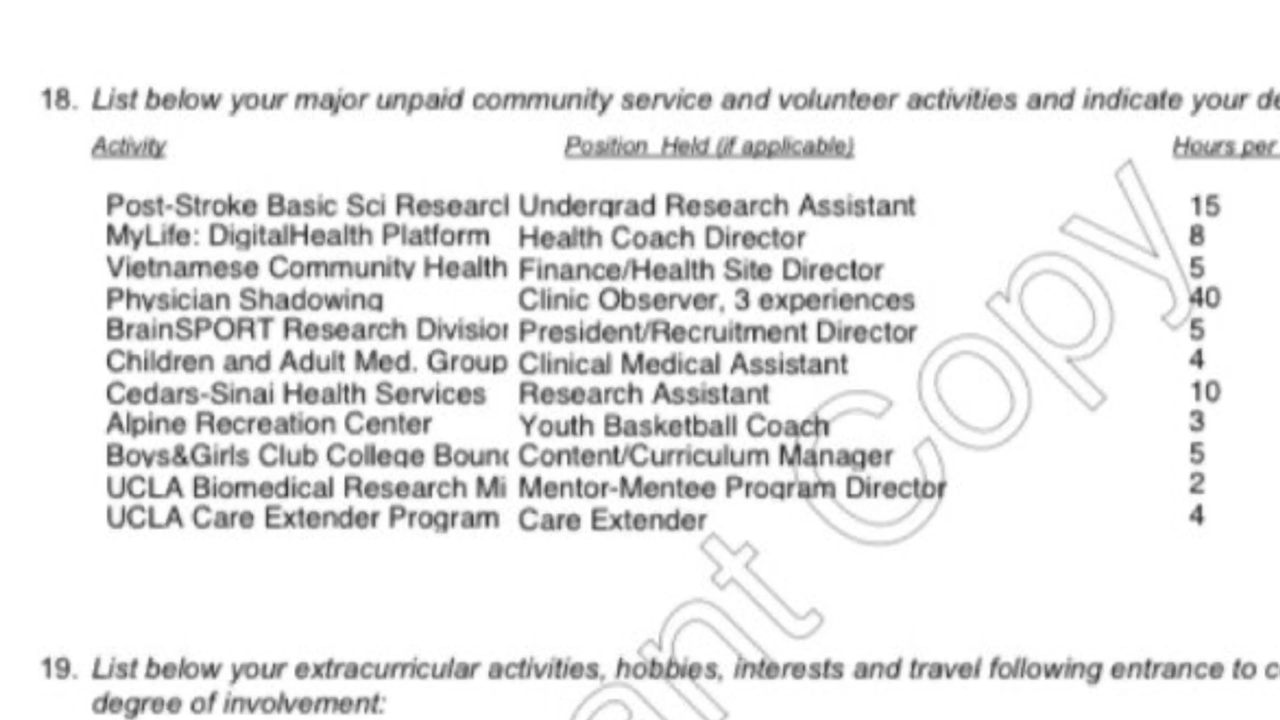 18. List below your major unpaid community service and volunteer activities and indicate your de
Activity Position Held (if applicable) Hours per
Post-Stroke Basic Sci Research Undergrad Research Assistant 15
MyLife: DigitalHealth Platform Health Coach Director 8
Vietnamese Community Health Finance/Health Site Director 5
Physician Shadowing Clinic Observer, 3 experiences 40
BrainSPORT Research Division President/Recruitment Director 5
Children and Adult Med. Group Clinical Medical Assistant 4
Cedars-Sinai Health Services Research Assistant 10
Alpine Recreation Center Youth Basketball Coach 3
Boys&Girls Club College Bound Content/Curriculum Manager 5
UCLA Biomedical Research Mi Mentor-Mentee Program Director 2
UCLA Care Extender Program Care Extender 4
19. List below your extracurricular activities, hobbies, interests and travel following entrance to c
degree of involvement:
ant Copy